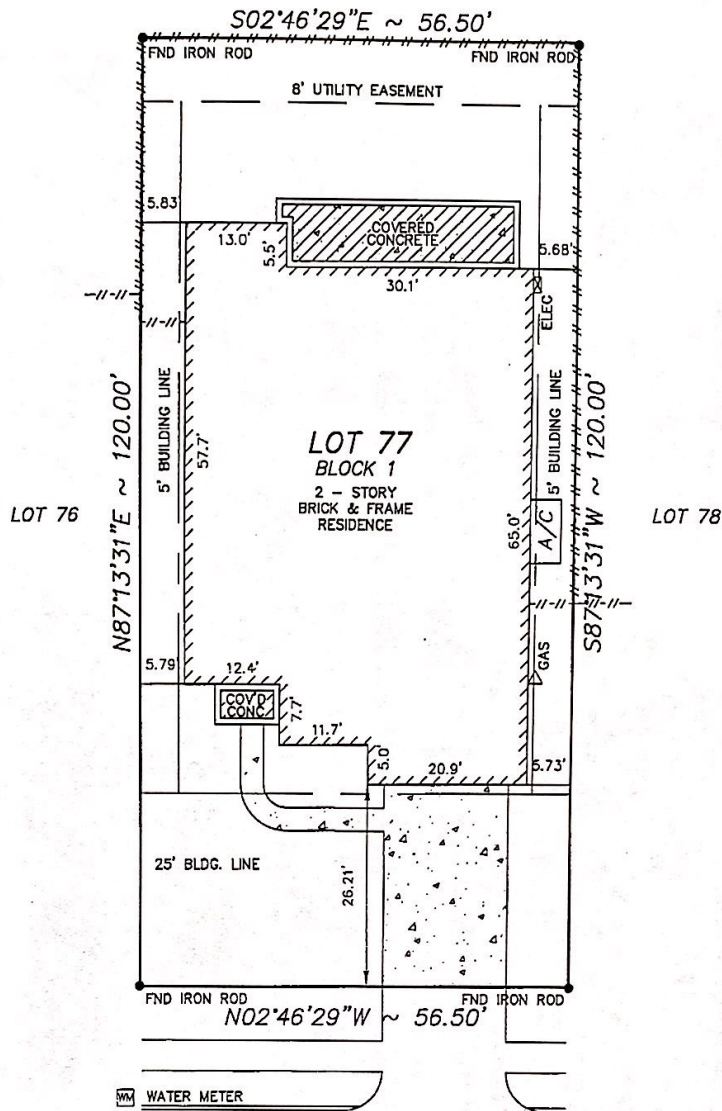 S02°46'29"E ~ 56.50'
FND IRON ROD
FND IRON ROD
8' UTILITY EASEMENT
5.83'
13.0'
5.5'
COVERED
CONCRETE
30.1'
5.68'
ELEC
N87°13'31"E ~ 120.00'
5' BUILDING LINE
57.7'
LOT 77
BLOCK 1
2 - STORY
BRICK & FRAME
RESIDENCE
65.0'
5' BUILDING LINE
A/C
S87°13'31"W ~ 120.00'
LOT 76
LOT 78
GAS
5.79'
12.4'
COV'D
CONC
7.7'
11.7'
5.0'
20.9'
5.73'
25' BLDG. LINE
26.21'
FND IRON ROD
FND IRON ROD
N02°46'29"W ~ 56.50'
WM WATER METER